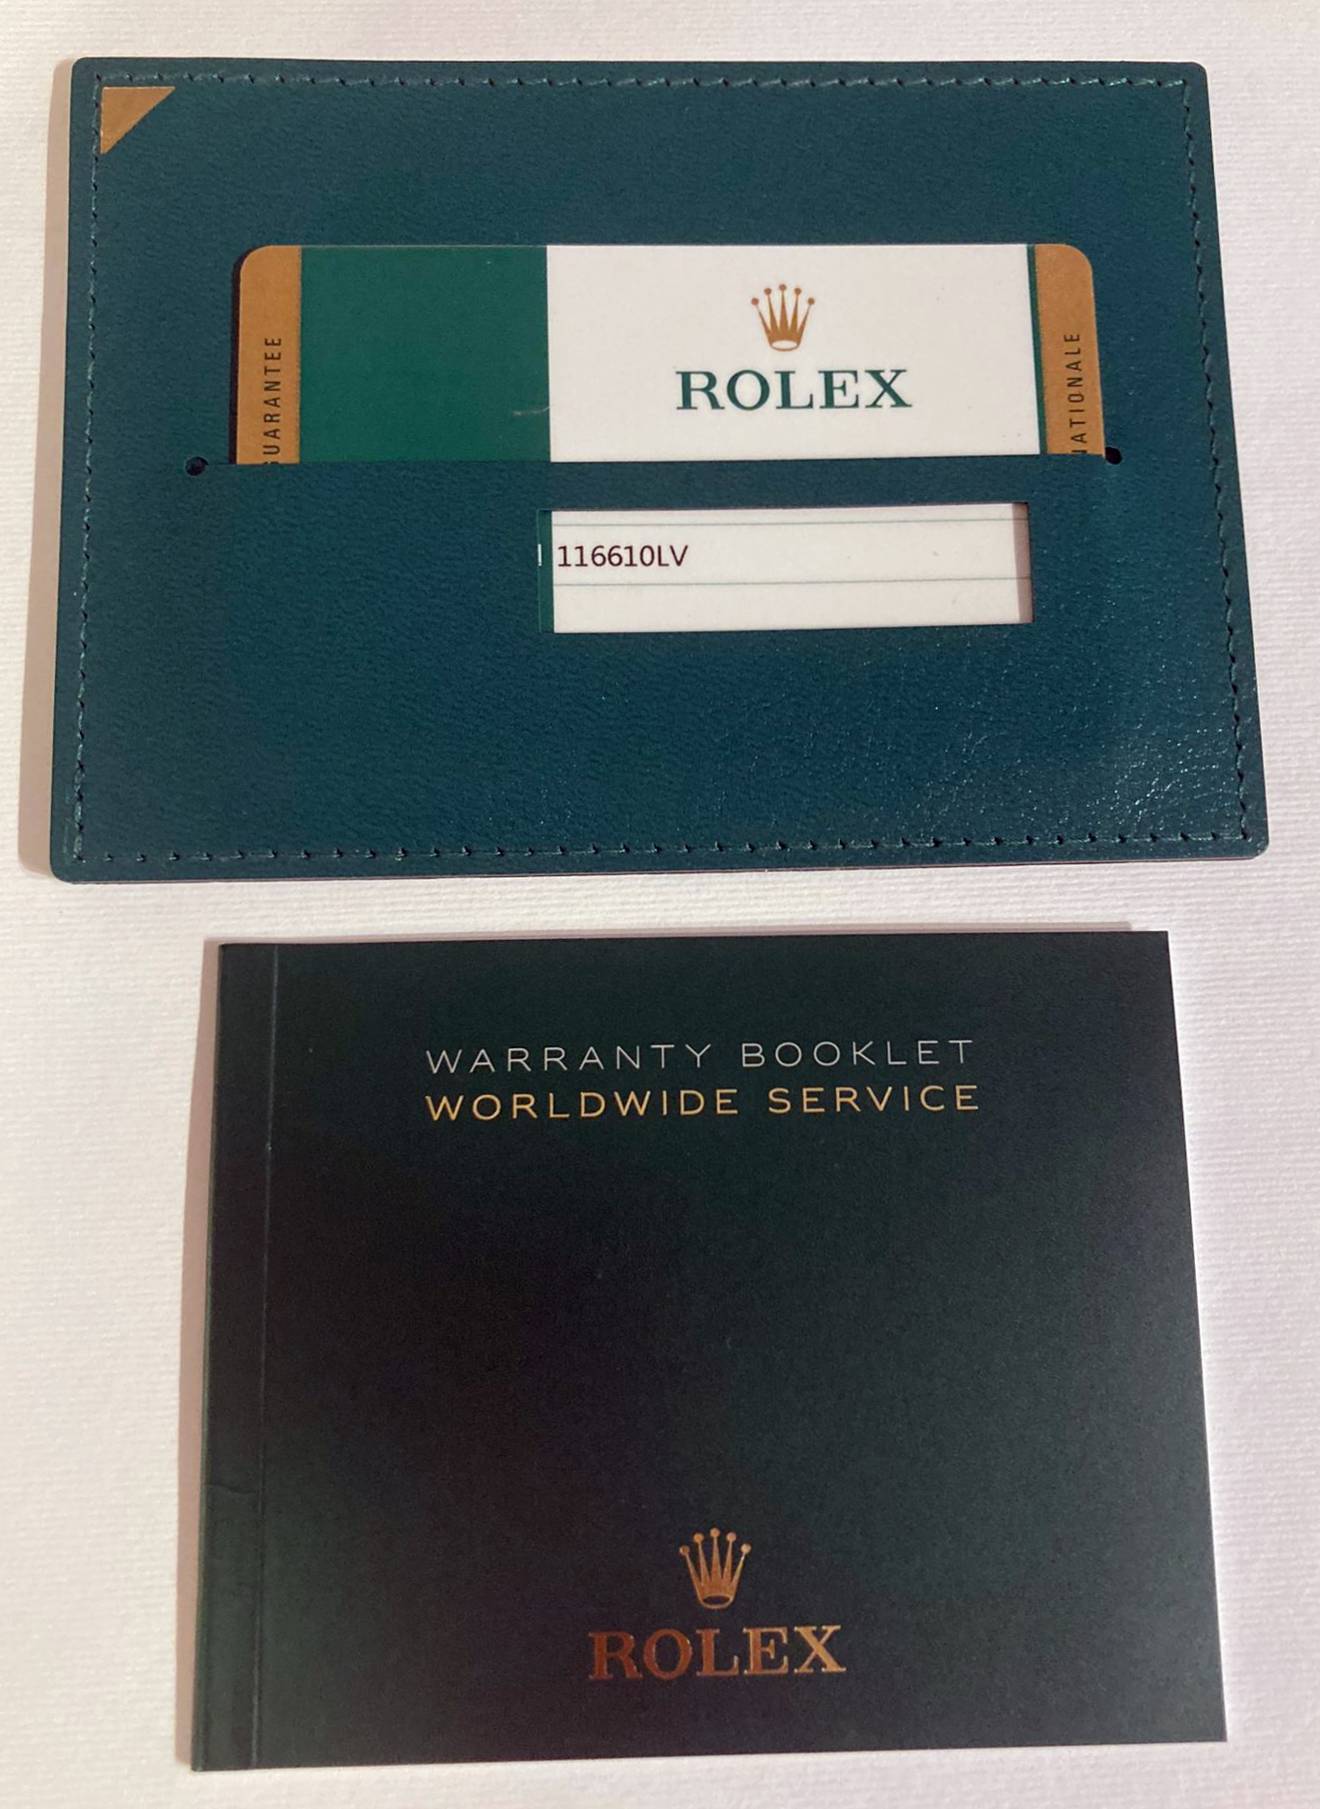 GUARANTEE
ROLEX
NATIONALE
116610LV
WARRANTY BOOKLET
WORLDWIDE SERVICE
ROLEX